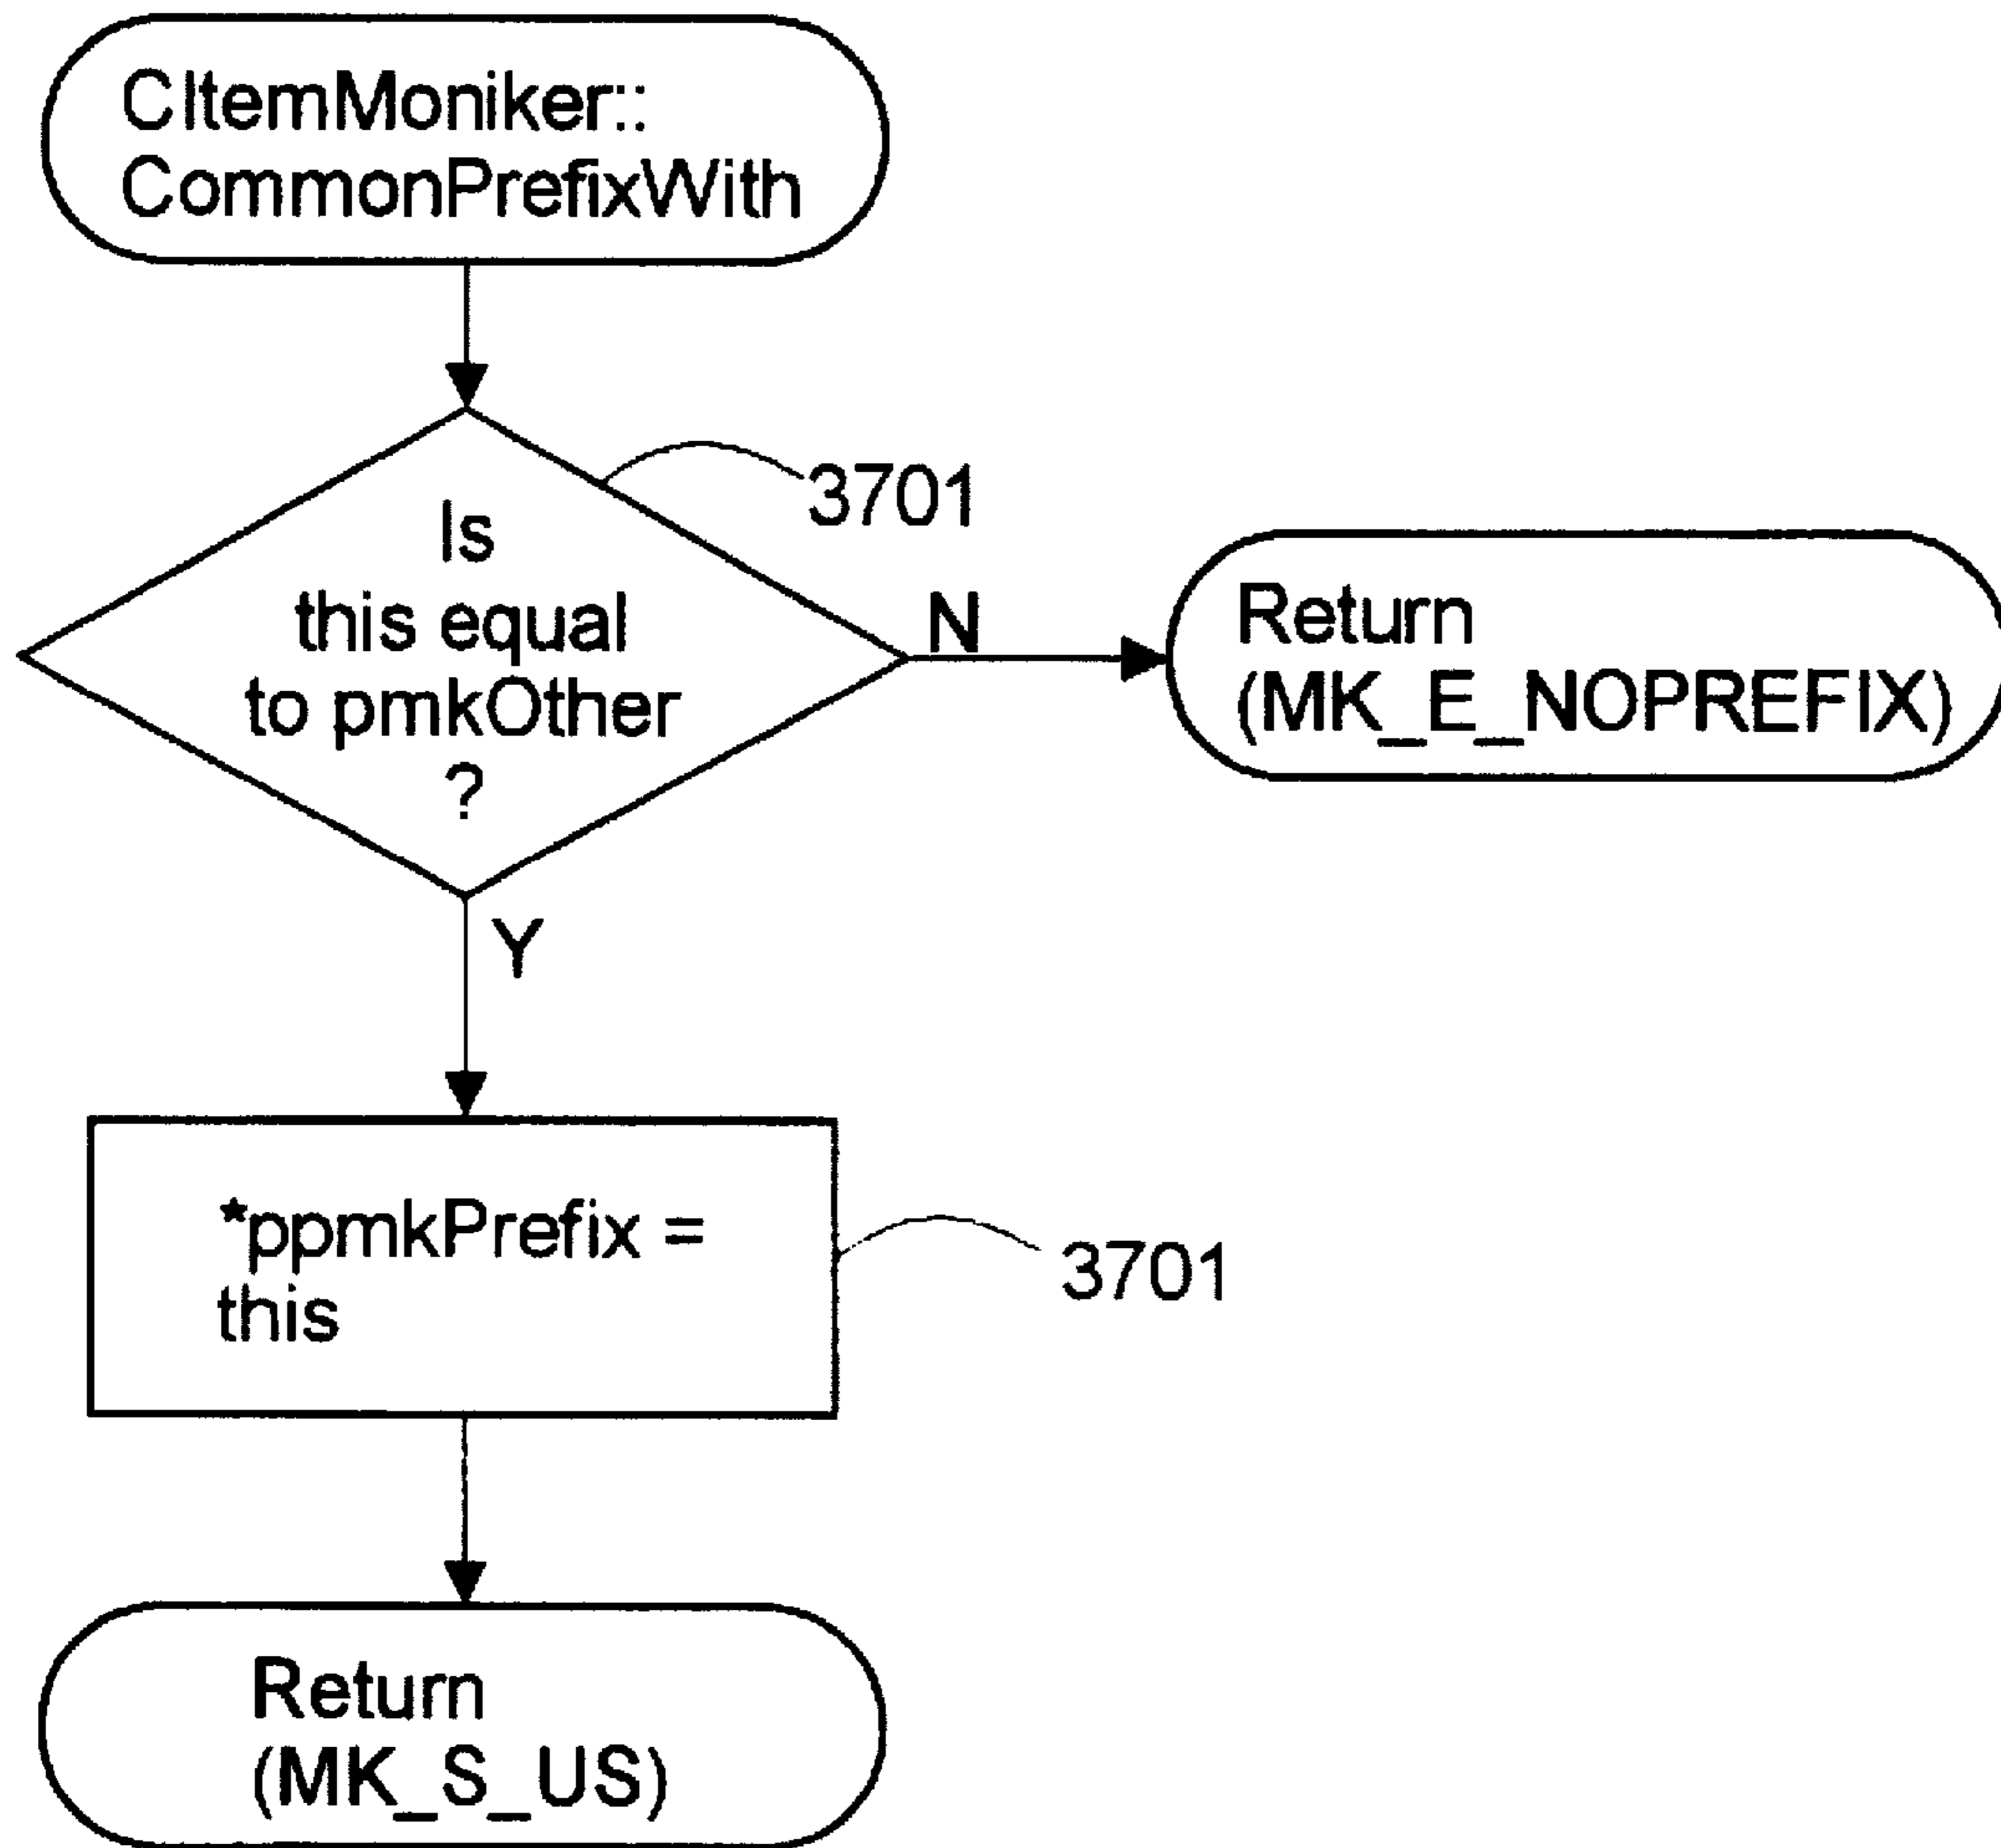 CItemMoniker::
CommonPrefixWith
3701
Is
this equal
to pmkOther
?
N
Return
(MK_E_NOPREFIX)
Y
*ppmkPrefix =
this
3701
Return
(MK_S_US)